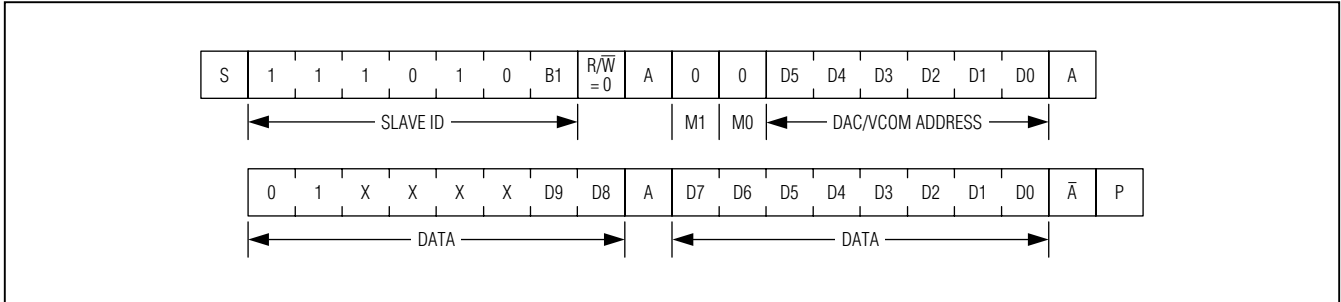 S 1 1 1 0 1 0 B1 R/W̅ = 0 A 0 0 D5 D4 D3 D2 D1 D0 A
SLAVE ID M1 M0 DAC/VCOM ADDRESS
0 1 X X X X D9 D8 A D7 D6 D5 D4 D3 D2 D1 D0 A̅ P
DATA DATA